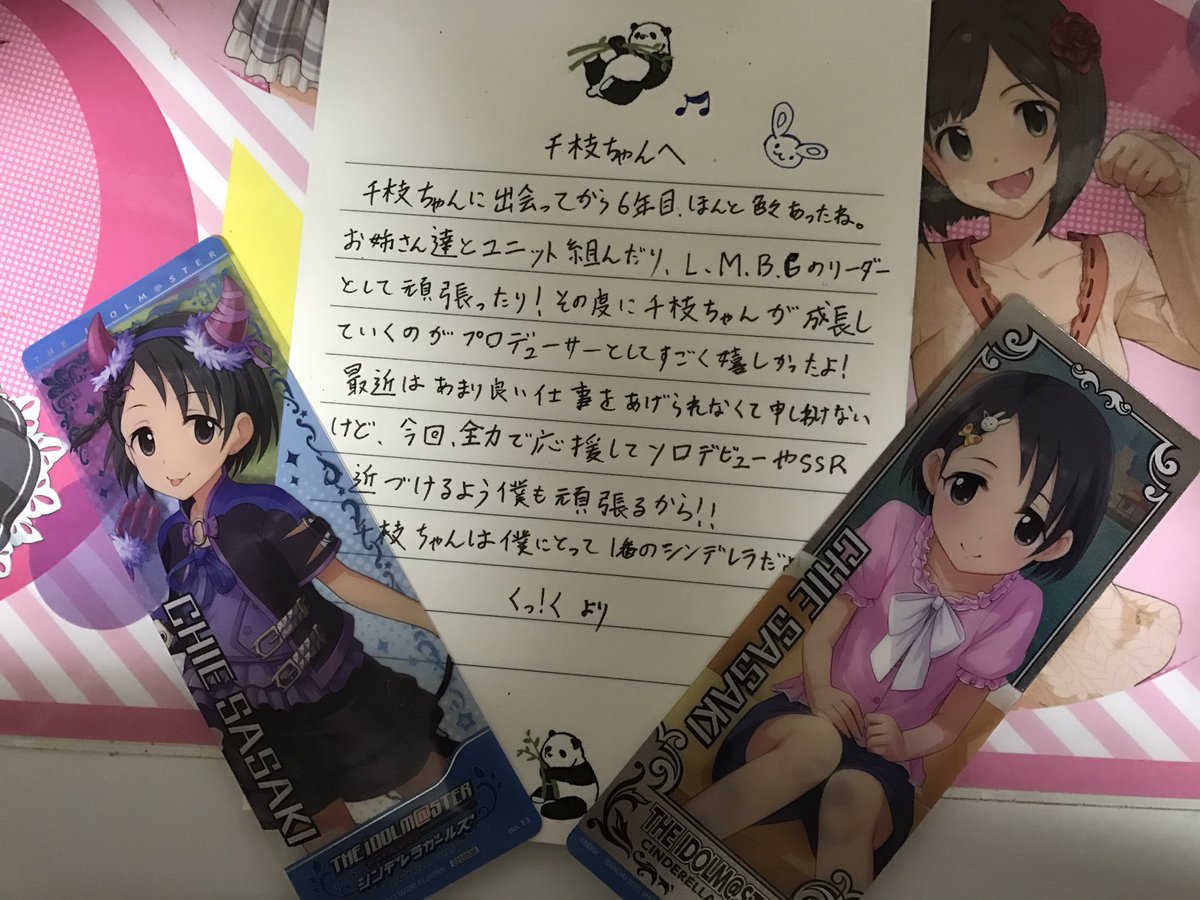 千枝ちゃんへ
千枝ちゃんに出会ってから6年目、ほんと色々あったね。
お姉さん達とユニット組んだり、L.M.B.Gのリーダー
として頑張ったり!その度に千枝ちゃんが成長し
ていくのがプロデューサーとしてすごく嬉しかったよ!
最近はあまり良い仕事をあげられなくて申し訳ない
けど、今回、全力で応援してソロデビューやSSR
近づけるよう僕も頑張るから!!
千枝ちゃんは僕にとって1番のシンデレラだ
くっ!く より
THE IDOLM@STER
CHIE SASAKI
THE IDOLM@STER
シンデレラガールズ
no.13
MADE IN JAPAN
CHIE SASAKI
THE IDOLM@STER
CINDERELLA